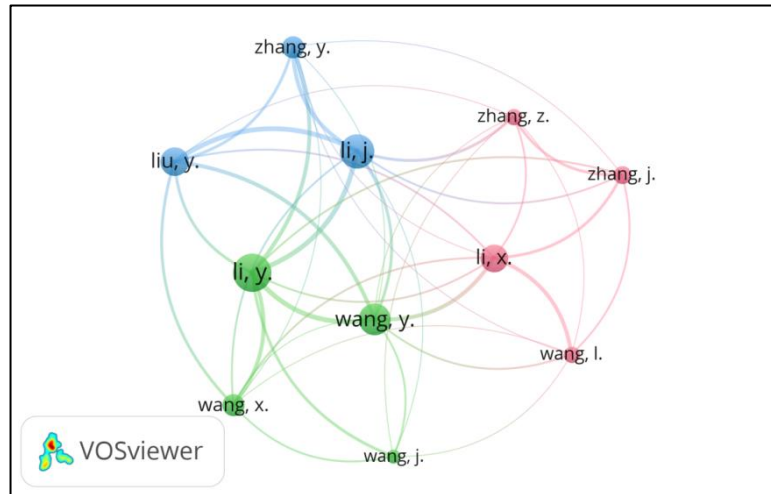 zhang, y.
zhang, z.
li, j.
liu, y.
zhang, j.
li, x.
li, y.
wang, y.
wang, l.
wang, x.
VOSviewer
wang, j.